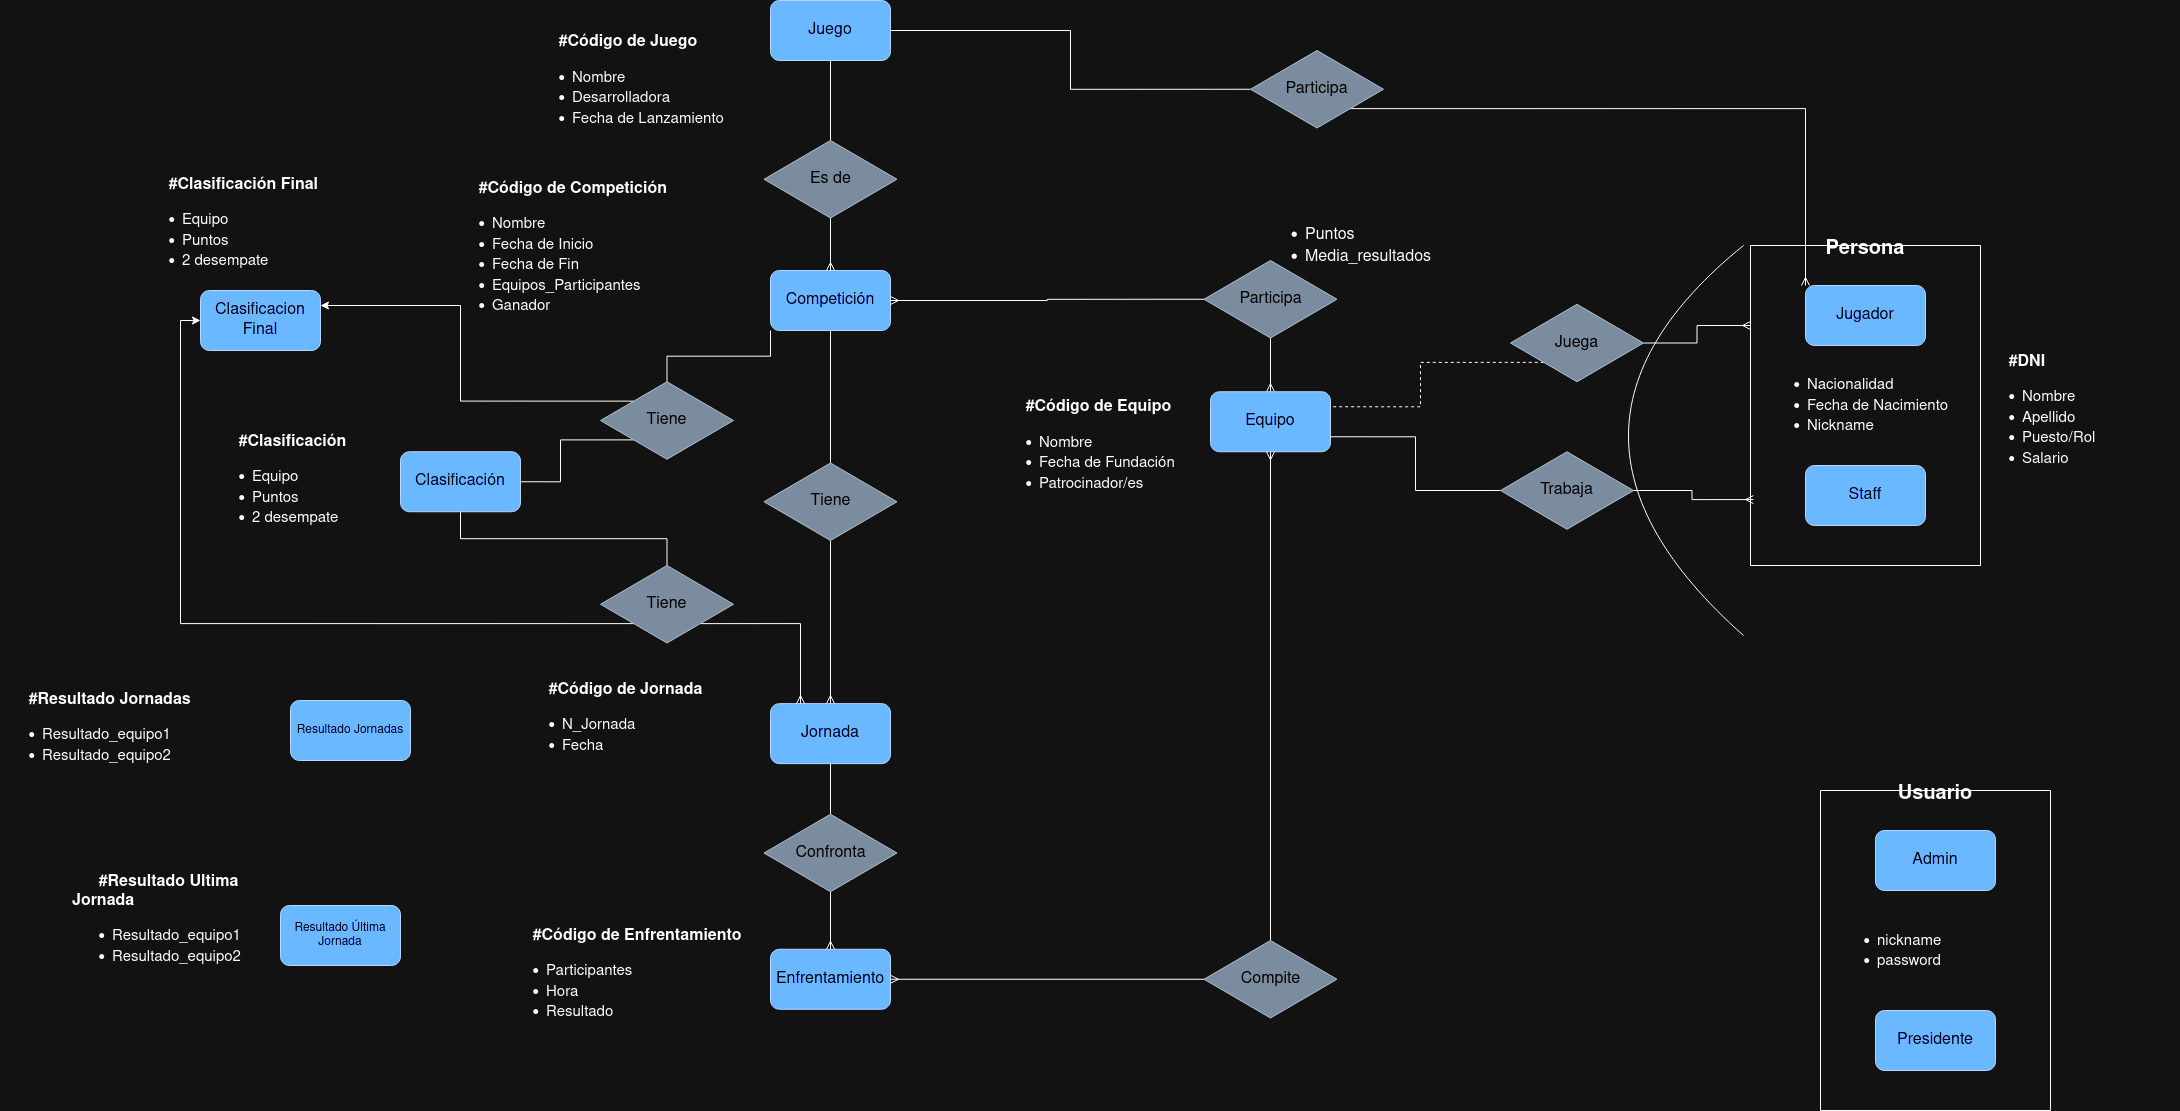 Juego
#Código de Juego
Nombre
Desarrolladora
Fecha de Lanzamiento
Participa
Es de
#Clasificación Final
Equipo
Puntos
2 desempate
#Código de Competición
Nombre
Fecha de Inicio
Fecha de Fin
Equipos_Participantes
Ganador
Puntos
Media_resultados
Persona
Clasificacion
Final
Competición
Participa
Jugador
Juega
#DNI
Nombre
Apellido
Puesto/Rol
Salario
Nacionalidad
Fecha de Nacimiento
Nickname
Tiene
#Código de Equipo
Nombre
Fecha de Fundación
Patrocinador/es
Equipo
#Clasificación
Equipo
Puntos
2 desempate
Clasificación
Tiene
Trabaja
Staff
Tiene
#Resultado Jornadas
Resultado_equipo1
Resultado_equipo2
Resultado Jornadas
#Código de Jornada
N_Jornada
Fecha
Jornada
Usuario
Confronta
Admin
#Resultado Ultima
Jornada
Resultado_equipo1
Resultado_equipo2
Resultado Última
Jornada
#Código de Enfrentamiento
Participantes
Hora
Resultado
Enfrentamiento
Compite
nickname
password
Presidente